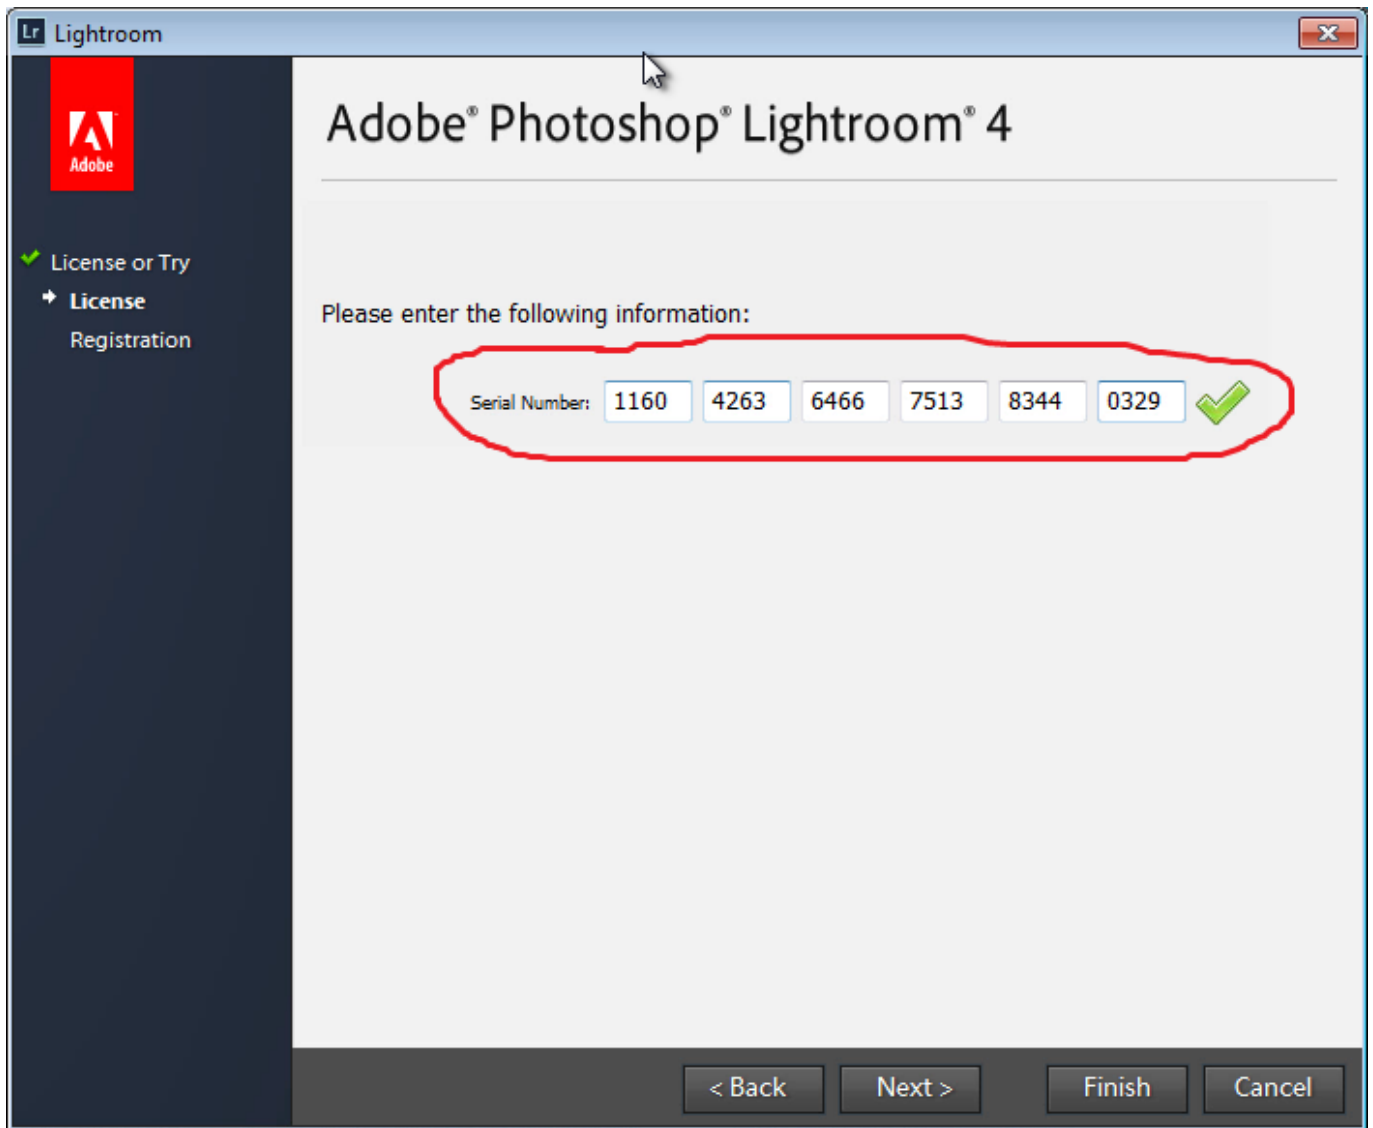 Lr Lightroom
Adobe
Adobe® Photoshop® Lightroom® 4
License or Try
License
Registration
Please enter the following information:
Serial Number: 1160 4263 6466 7513 8344 0329
< Back Next > Finish Cancel